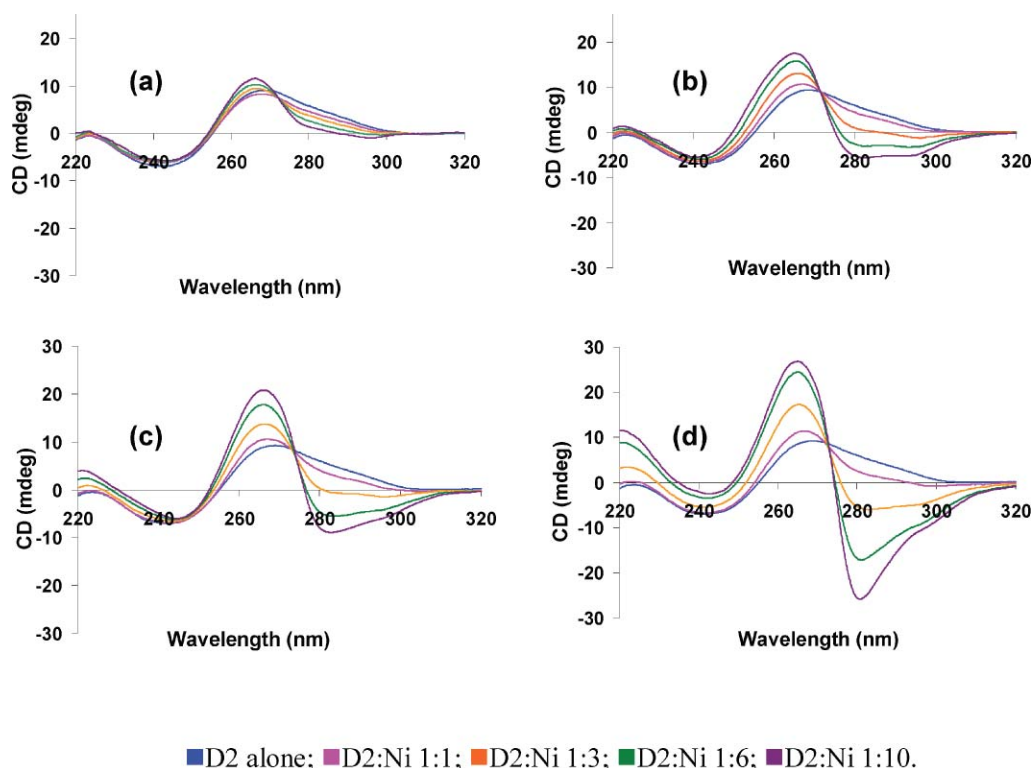 20
10
0
-10
-20
-30
220 240 260 280 300 320
CD (mdeg)
(a)
Wavelength (nm)
20
10
0
-10
-20
-30
220 240 260 280 300 320
CD (mdeg)
(b)
Wavelength (nm)
30
20
10
0
-10
-20
-30
220 240 260 280 300 320
CD (mdeg)
(c)
Wavelength (nm)
30
20
10
0
-10
-20
-30
220 240 260 280 300 320
CD (mdeg)
(d)
Wavelength (nm)
D2 alone; D2:Ni 1:1; D2:Ni 1:3; D2:Ni 1:6; D2:Ni 1:10.